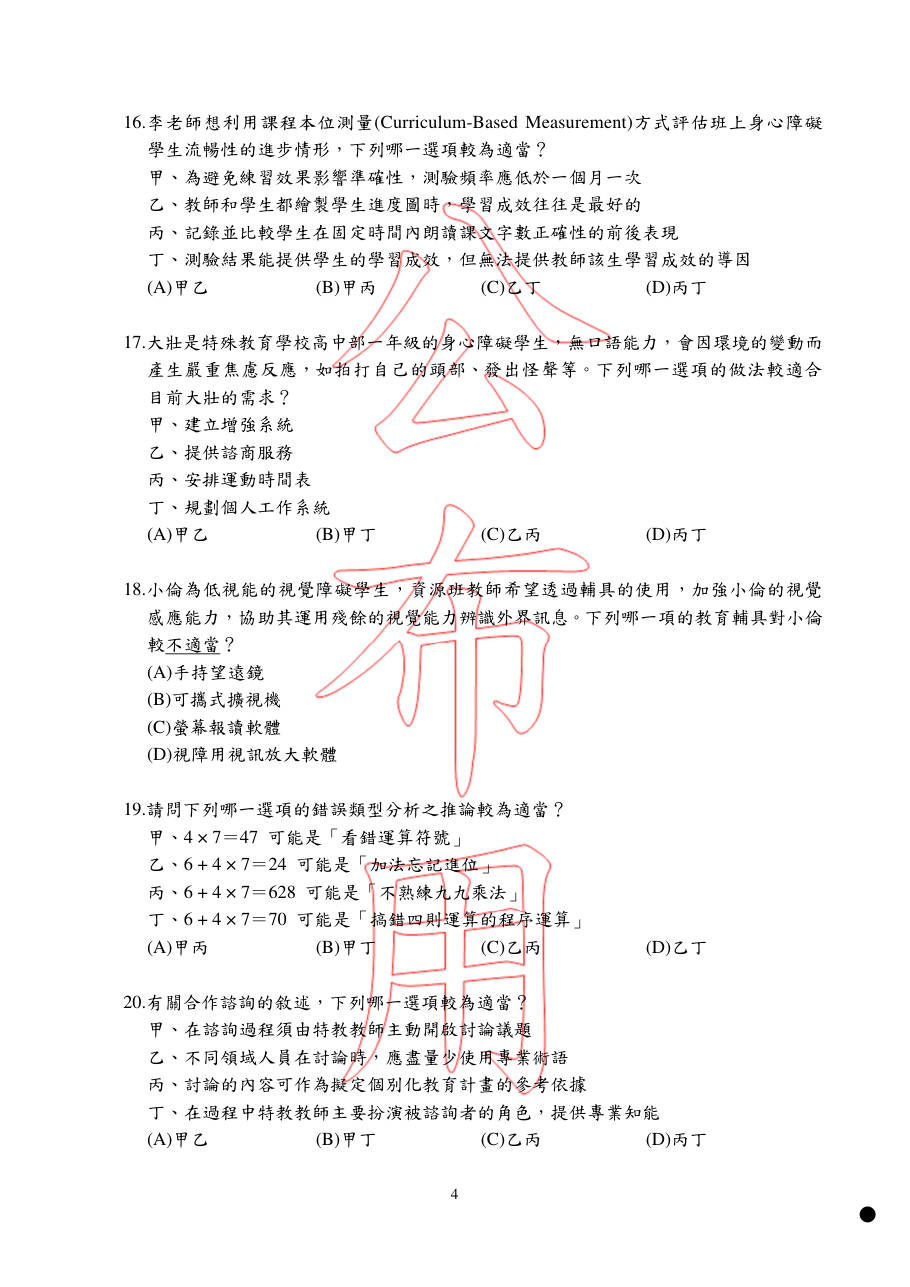 16.李老師想利用課程本位測量(Curriculum-Based Measurement)方式評估班上身心障礙
學生流暢性的進步情形，下列哪一選項較為適當？
甲、為避免練習效果影響準確性，測驗頻率應低於一個月一次
乙、教師和學生都繪製學生進度圖時，學習成效往往是最好的
丙、記錄並比較學生在固定時間內朗讀課文字數正確性的前後表現
丁、測驗結果能提供學生的學習成效，但無法提供教師該生學習成效的導因
(A)甲乙 (B)甲丙 (C)乙丁 (D)丙丁
17.大壯是特殊教育學校高中部一年級的身心障礙學生，無口語能力，會因環境的變動而
產生嚴重焦慮反應，如拍打自己的頭部、發出怪聲等。下列哪一選項的做法較適合
目前大壯的需求？
甲、建立增強系統
乙、提供諮商服務
丙、安排運動時間表
丁、規劃個人工作系統
(A)甲乙 (B)甲丁 (C)乙丙 (D)丙丁
18.小倫為低視能的視覺障礙學生，資源班教師希望透過輔具的使用，加強小倫的視覺
感應能力，協助其運用殘餘的視覺能力辨識外界訊息。下列哪一項的教育輔具對小倫
較不適當？
(A)手持望遠鏡
(B)可攜式擴視機
(C)螢幕報讀軟體
(D)視障用視訊放大軟體
19.請問下列哪一選項的錯誤類型分析之推論較為適當？
甲、4 × 7＝47 可能是「看錯運算符號」
乙、6 + 4 × 7＝24 可能是「加法忘記進位」
丙、6 + 4 × 7＝628 可能是「不熟練九九乘法」
丁、6 + 4 × 7＝70 可能是「搞錯四則運算的程序運算」
(A)甲丙 (B)甲丁 (C)乙丙 (D)乙丁
20.有關合作諮詢的敘述，下列哪一選項較為適當？
甲、在諮詢過程須由特教教師主動開啟討論議題
乙、不同領域人員在討論時，應盡量少使用專業術語
丙、討論的內容可作為擬定個別化教育計畫的參考依據
丁、在過程中特教教師主要扮演被諮詢者的角色，提供專業知能
(A)甲乙 (B)甲丁 (C)乙丙 (D)丙丁
4
公
布
用